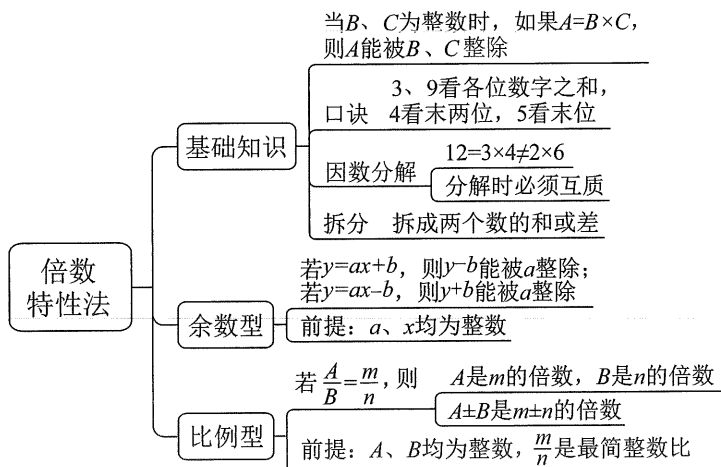 倍数
特性法
基础知识
当B、C为整数时，如果A=B×C，
则A能被B、C整除
口诀
3、9看各位数字之和，
4看末两位，5看末位
因数分解
12=3×4≠2×6
分解时必须互质
拆分 拆成两个数的和或差
余数型
若y=ax+b，则y−b能被a整除；
若y=ax−b，则y+b能被a整除
前提：a、x均为整数
比例型
若A/B=m/n，则
A是m的倍数，B是n的倍数
A±B是m±n的倍数
前提：A、B均为整数，m/n是最简整数比